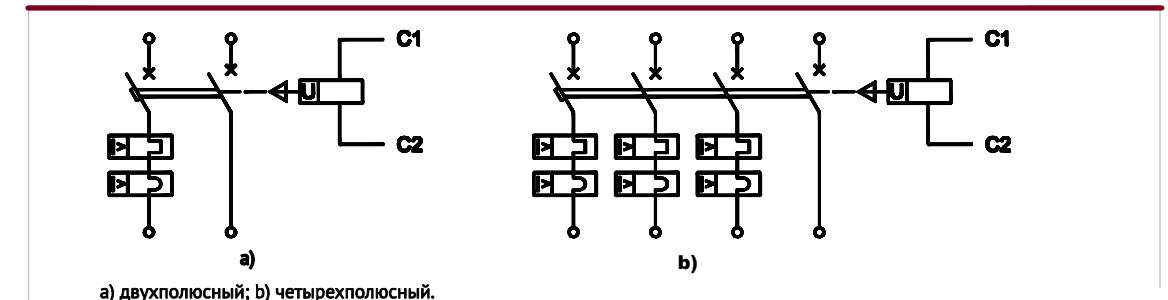 C1 C1
U U
C2 C2
I> I> I> I>
I> I> I> I>
a) b)
a) двухполюсный; b) четырехполюсный.